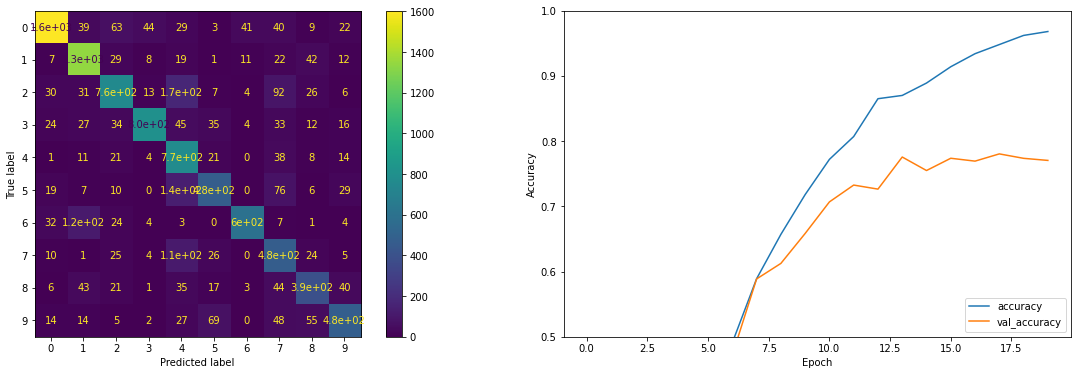 0 1.6e+03 39 63 44 29 3 41 40 9 22
1 7 1.3e+03 29 8 19 1 11 22 42 12
2 30 31 7.6e+02 13 1.7e+02 7 4 92 26 6
3 24 27 34 45 35 4 33 12 16
4 1 11 21 4 7.7e+02 21 0 38 8 14
5 19 7 10 0 1.4e+02 4.8e+02 0 76 6 29
6 32 1.2e+02 24 4 3 0 6e+02 7 1 4
7 10 1 25 4 1.1e+02 26 0 4.8e+02 24 5
8 6 43 21 1 35 17 3 44 3.9e+02 40
9 14 14 5 2 27 69 0 48 55 4.8e+02
0 1 2 3 4 5 6 7 8 9
Predicted label
True label
1600
1400
1200
1000
800
600
400
200
0
1.0
0.9
0.8
0.7
0.6
0.5
Accuracy
0.0 2.5 5.0 7.5 10.0 12.5 15.0 17.5
Epoch
accuracy
val_accuracy